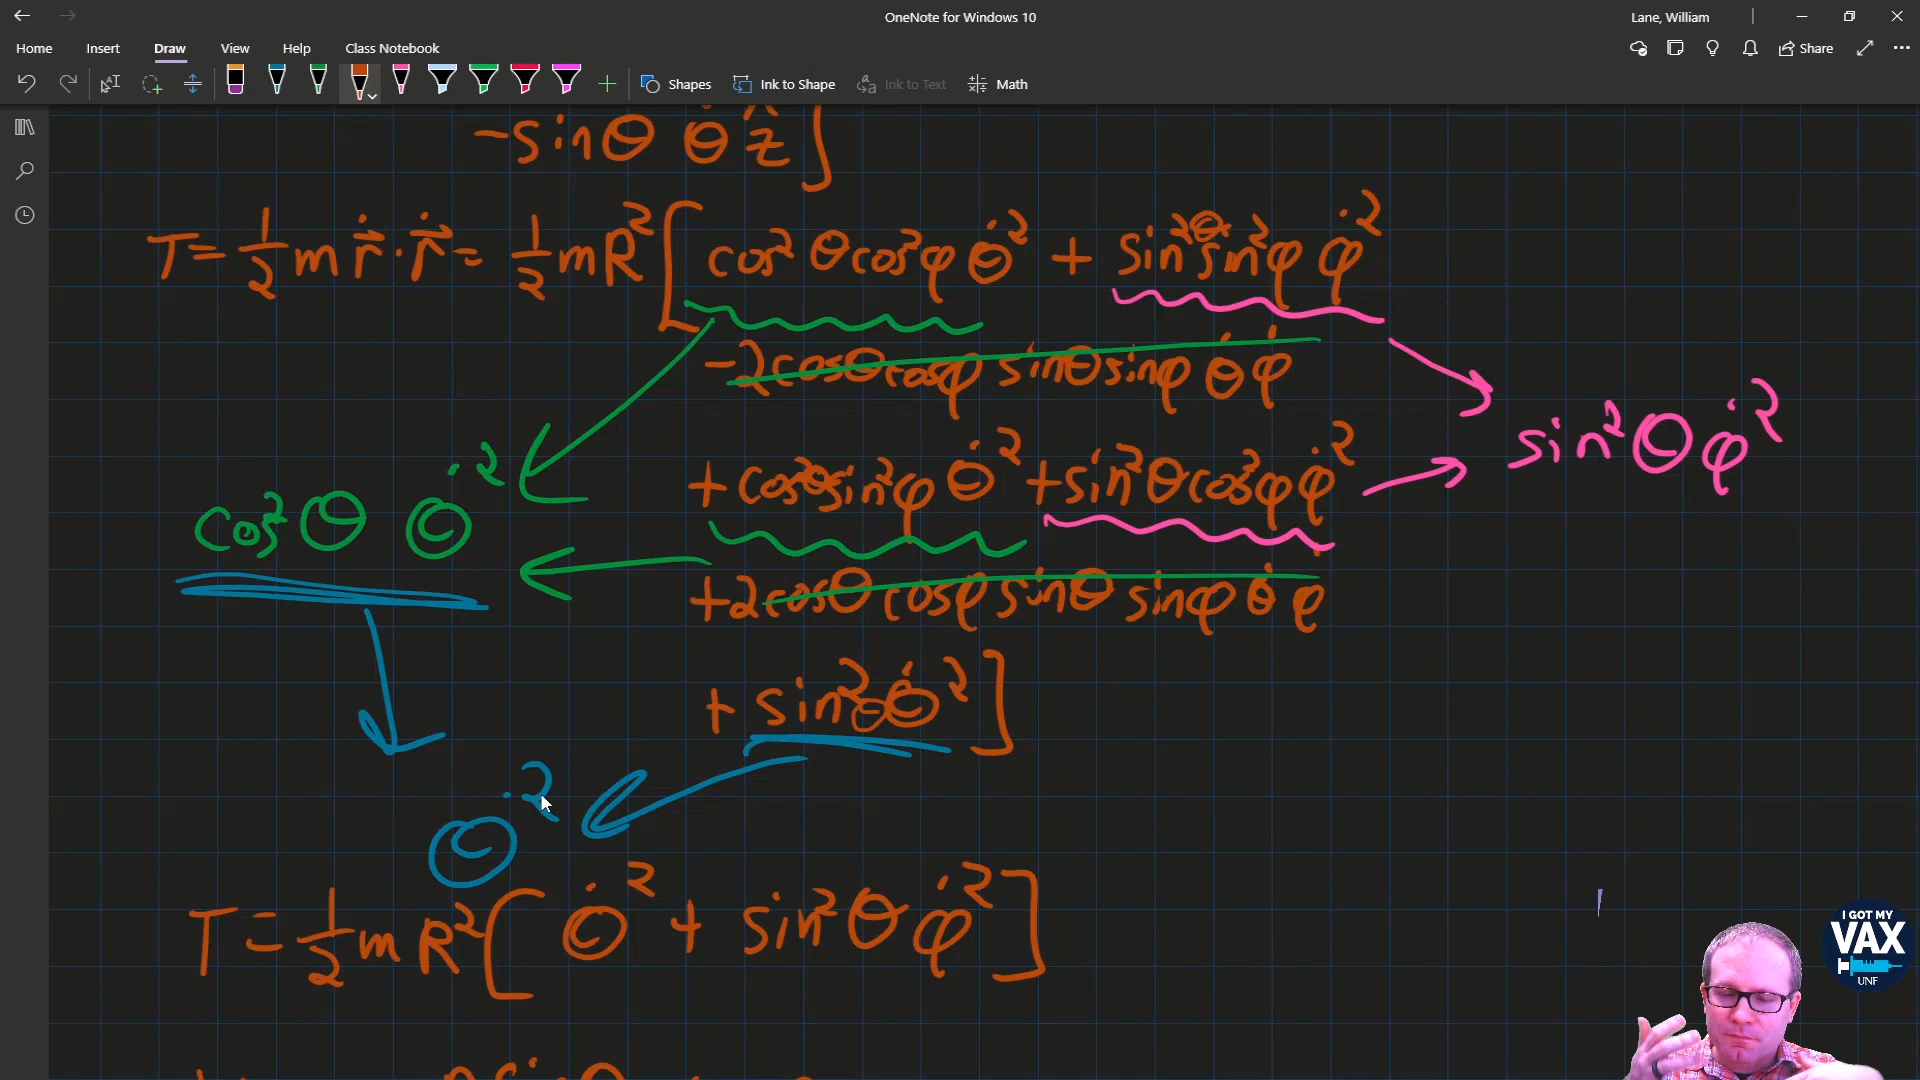 OneNote for Windows 10
Lane, William
Home Insert Draw View Help Class Notebook
Share
Shapes Ink to Shape Ink to Text Math
-sinθ θ̇ ẑ ]
T = 1/2 m ṙ⃗ · ṙ⃗ = 1/2 m R² [ cos²θ cos²φ θ̇² + sin²θ sin²φ φ̇²
-2cosθ cosφ sinθ sinφ θ̇ φ̇
sin²θ φ̇²
+ cos²θ sin²φ θ̇² + sin²θ cos²φ φ̇²
cos²θ θ̇²
+2cosθ cosφ sinθ sinφ θ̇ φ
+ sin²θ θ̇² ]
θ̇²
T = 1/2 m R² [ θ̇² + sin²θ φ̇² ]
I GOT MY
VAX
UNF